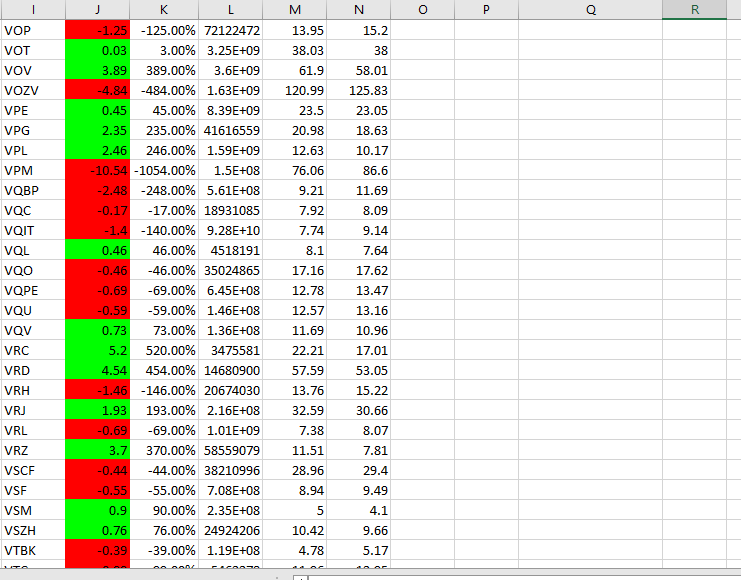 I J K L M N O P Q R
VOP -1.25 -125.00% 72122472 13.95 15.2
VOT 0.03 3.00% 3.25E+09 38.03 38
VOV 3.89 389.00% 3.6E+09 61.9 58.01
VOZV -4.84 -484.00% 1.63E+09 120.99 125.83
VPE 0.45 45.00% 8.39E+09 23.5 23.05
VPG 2.35 235.00% 41616559 20.98 18.63
VPL 2.46 246.00% 1.59E+09 12.63 10.17
VPM -10.54 -1054.00% 1.5E+08 76.06 86.6
VQBP -2.48 -248.00% 5.61E+08 9.21 11.69
VQC -0.17 -17.00% 18931085 7.92 8.09
VQIT -1.4 -140.00% 9.28E+10 7.74 9.14
VQL 0.46 46.00% 4518191 8.1 7.64
VQO -0.46 -46.00% 35024865 17.16 17.62
VQPE -0.69 -69.00% 6.45E+08 12.78 13.47
VQU -0.59 -59.00% 1.46E+08 12.57 13.16
VQV 0.73 73.00% 1.36E+08 11.69 10.96
VRC 5.2 520.00% 3475581 22.21 17.01
VRD 4.54 454.00% 14680900 57.59 53.05
VRH -1.46 -146.00% 20674030 13.76 15.22
VRJ 1.93 193.00% 2.16E+08 32.59 30.66
VRL -0.69 -69.00% 1.01E+09 7.38 8.07
VRZ 3.7 370.00% 58559079 11.51 7.81
VSCF -0.44 -44.00% 38210996 28.96 29.4
VSF -0.55 -55.00% 7.08E+08 8.94 9.49
VSM 0.9 90.00% 2.35E+08 5 4.1
VSZH 0.76 76.00% 24924206 10.42 9.66
VTBK -0.39 -39.00% 1.19E+08 4.78 5.17